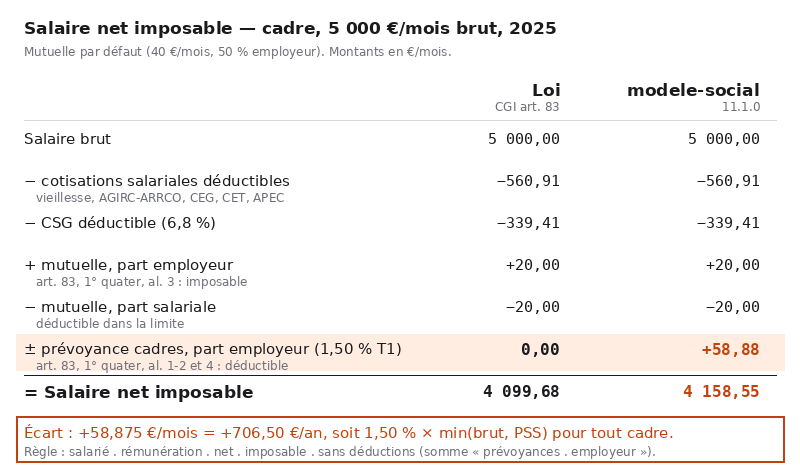 Salaire net imposable — cadre, 5 000 €/mois brut, 2025
Mutuelle par défaut (40 €/mois, 50 % employeur). Montants en €/mois.
Loi modele-social
CGI art. 83 11.1.0
Salaire brut 5 000,00 5 000,00
− cotisations salariales déductibles −560,91 −560,91
vieillesse, AGIRC-ARRCO, CEG, CET, APEC
− CSG déductible (6,8 %) −339,41 −339,41
+ mutuelle, part employeur +20,00 +20,00
art. 83, 1° quater, al. 3 : imposable
− mutuelle, part salariale −20,00 −20,00
déductible dans la limite
± prévoyance cadres, part employeur (1,50 % T1) 0,00 +58,88
art. 83, 1° quater, al. 1-2 et 4 : déductible
= Salaire net imposable 4 099,68 4 158,55
Écart : +58,875 €/mois = +706,50 €/an, soit 1,50 % × min(brut, PSS) pour tout cadre.
Règle : salarié . rémunération . net . imposable . sans déductions (somme « prévoyances . employeur »).